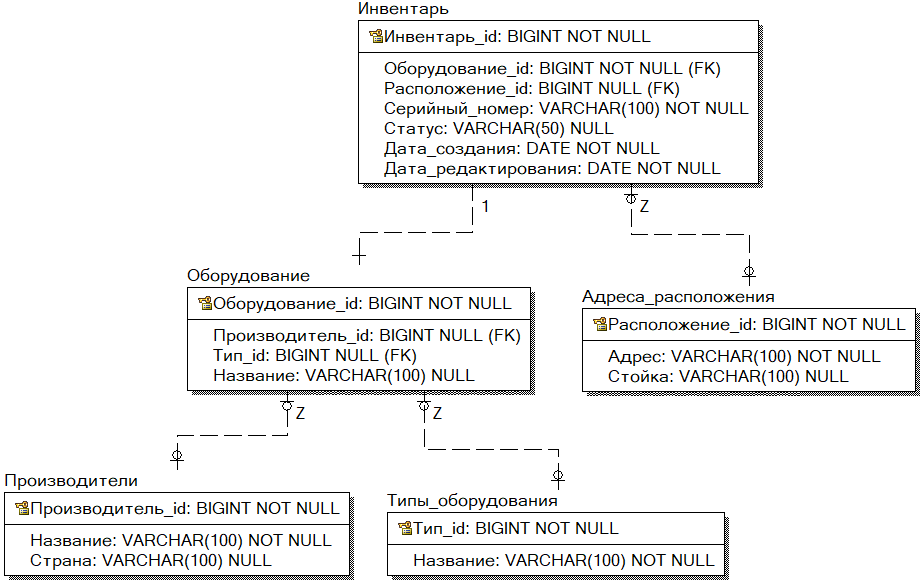 Инвентарь
Инвентарь_id: BIGINT NOT NULL
Оборудование_id: BIGINT NOT NULL (FK)
Расположение_id: BIGINT NULL (FK)
Серийный_номер: VARCHAR(100) NOT NULL
Статус: VARCHAR(50) NULL
Дата_создания: DATE NOT NULL
Дата_редактирования: DATE NOT NULL
1
Z
Оборудование
Оборудование_id: BIGINT NOT NULL
Производитель_id: BIGINT NULL (FK)
Тип_id: BIGINT NULL (FK)
Название: VARCHAR(100) NULL
Адреса_расположения
Расположение_id: BIGINT NOT NULL
Адрес: VARCHAR(100) NOT NULL
Стойка: VARCHAR(100) NULL
Z
Z
Производители
Производитель_id: BIGINT NOT NULL
Название: VARCHAR(100) NOT NULL
Страна: VARCHAR(100) NULL
Типы_оборудования
Тип_id: BIGINT NOT NULL
Название: VARCHAR(100) NOT NULL